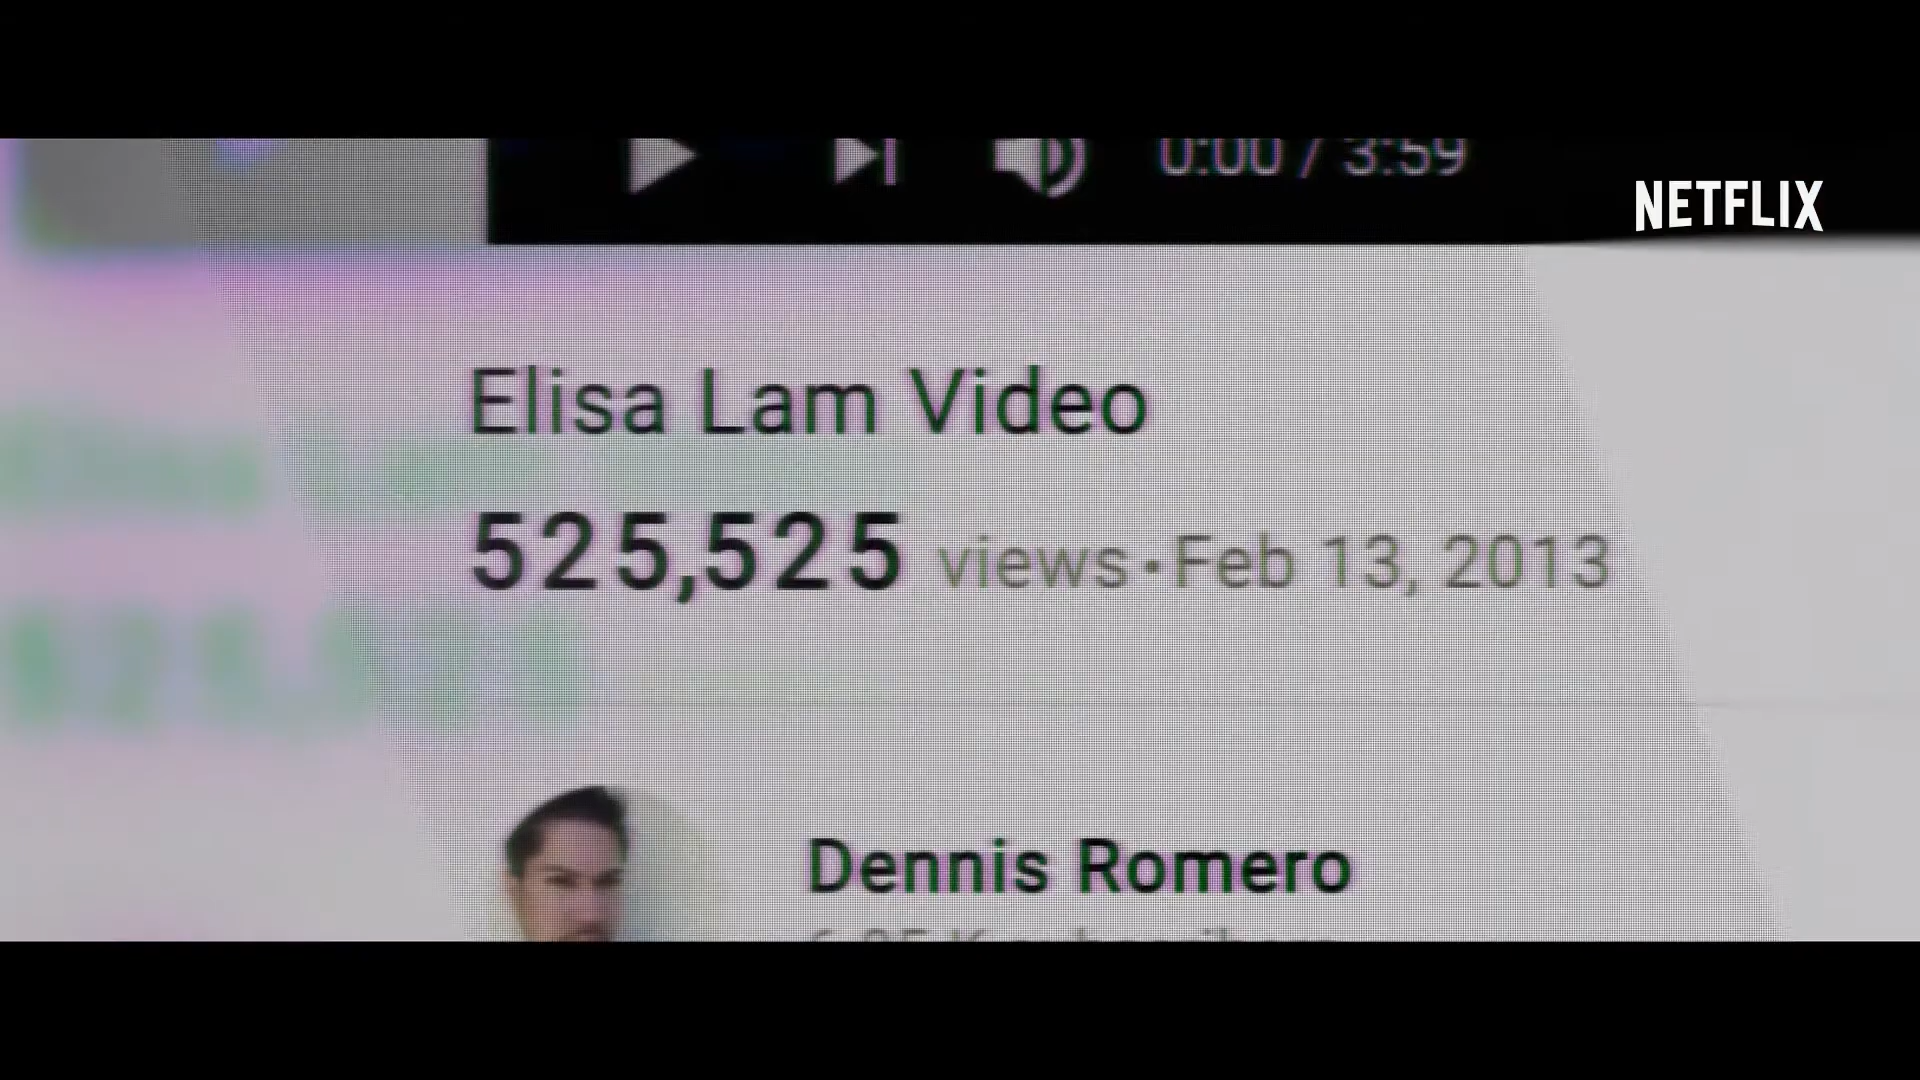 0:00 / 3:59
NETFLIX
Elisa Lam Video
525,525 views•Feb 13, 2013
Dennis Romero